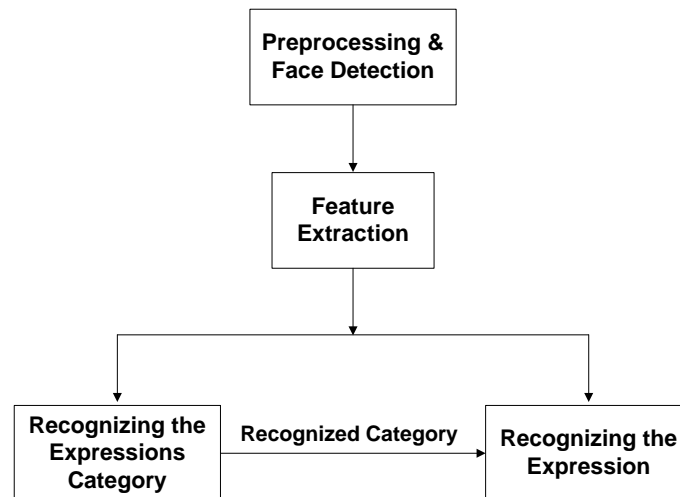 Preprocessing &
Face Detection
Feature
Extraction
Recognizing the
Expressions
Category
Recognized Category
Recognizing the
Expression